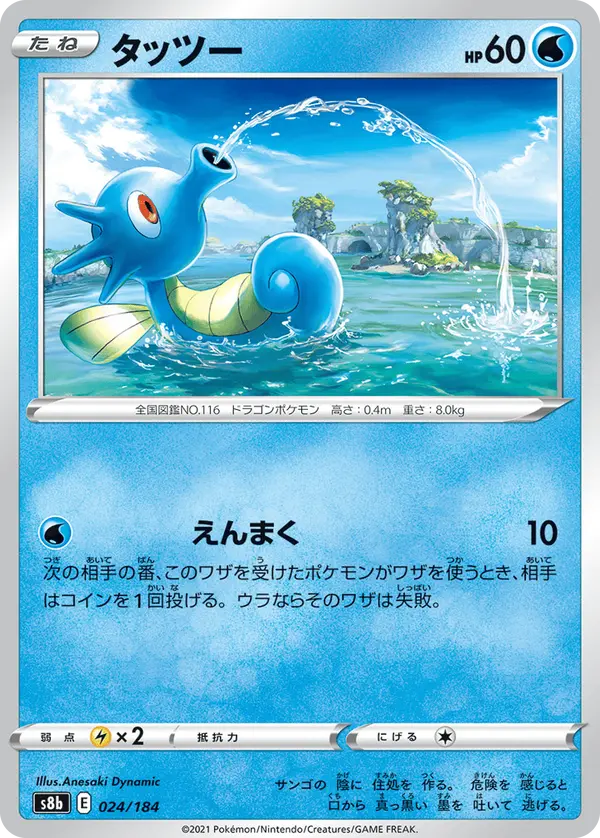 たね タッツー HP60
全国図鑑NO.116 ドラゴンポケモン 高さ:0.4m 重さ:8.0kg
えんまく 10
次の相手の番、このワザを受けたポケモンがワザを使うとき、相手
はコインを1回投げる。ウラならそのワザは失敗。
弱点 ×2 抵抗力 にげる
Illus.Anesaki Dynamic
s8b E 024/184
サンゴの 陰に 住処を つくる。 危険を 感じると
口から 真っ黒い 墨を 吐いて 逃げる。
©2021 Pokémon/Nintendo/Creatures/GAME FREAK.